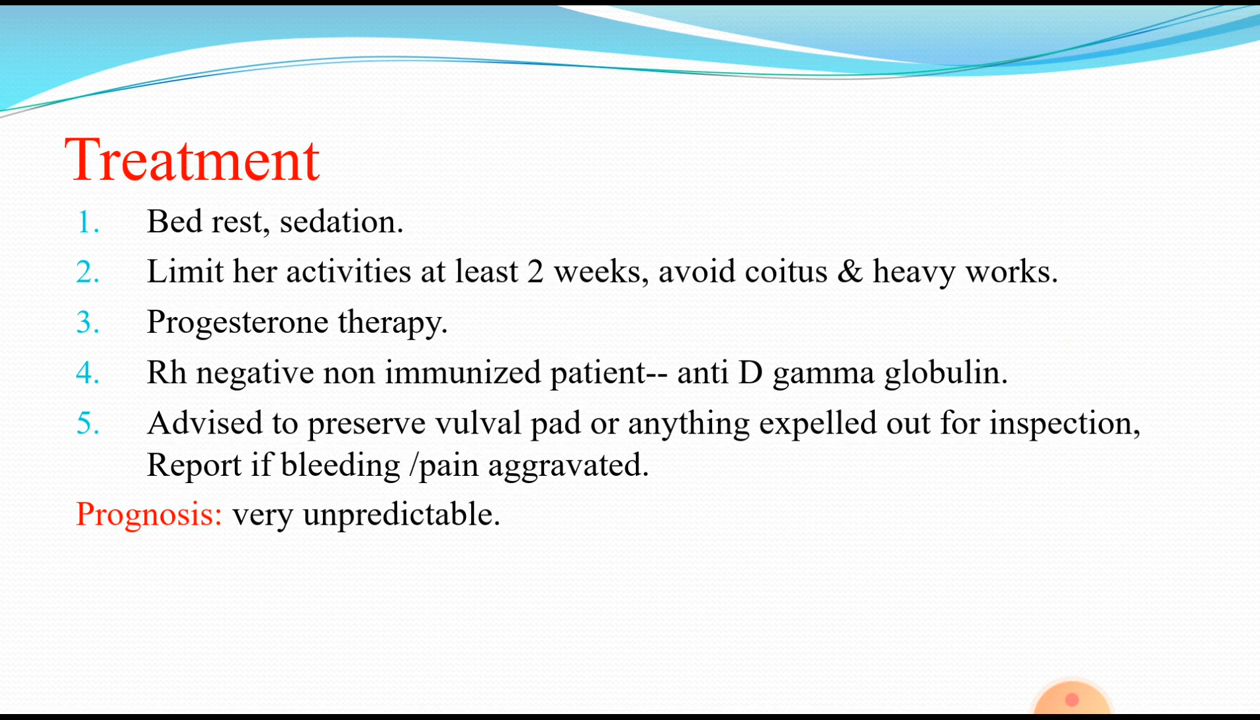 Treatment
1. Bed rest, sedation.
2. Limit her activities at least 2 weeks, avoid coitus & heavy works.
3. Progesterone therapy.
4. Rh negative non immunized patient-- anti D gamma globulin.
5. Advised to preserve vulval pad or anything expelled out for inspection,
Report if bleeding /pain aggravated.
Prognosis: very unpredictable.